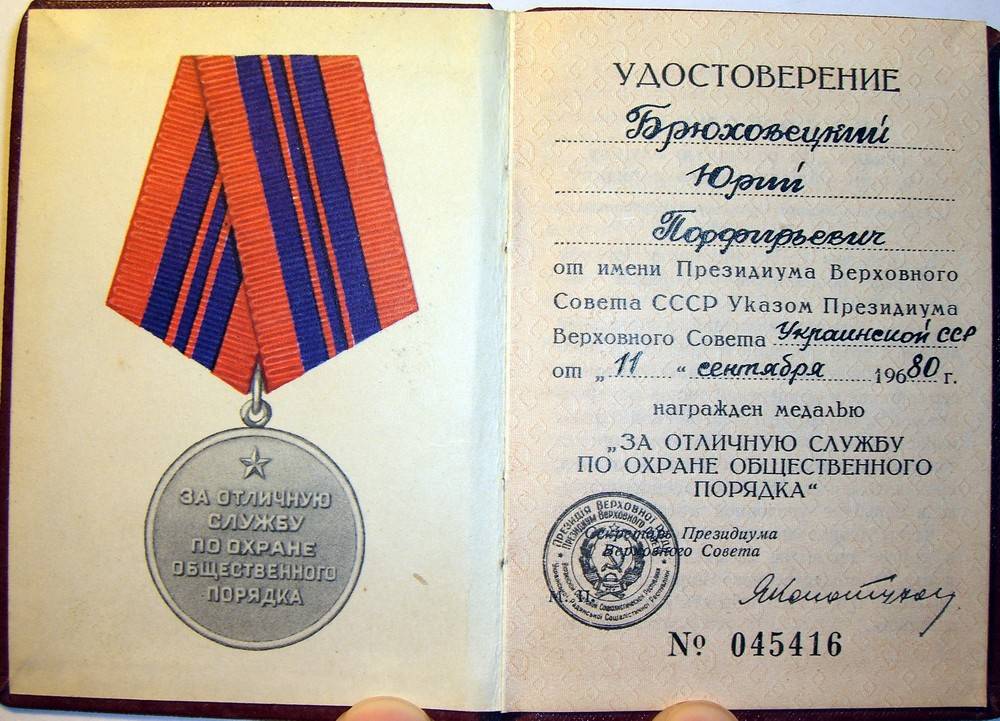 ЗА ОТЛИЧНУЮ
СЛУЖБУ
ПО ОХРАНЕ
ОБЩЕСТВЕННОГО
ПОРЯДКА
УДОСТОВЕРЕНИЕ
Брюховецкий
Юрий
Порфирьевич
от имени Президиума Верховного
Совета СССР Указом Президиума
Верховного Совета Украинской ССР
от „ 11 “ сентября 196 80 г.
награжден медалью
„ЗА ОТЛИЧНУЮ СЛУЖБУ
ПО ОХРАНЕ ОБЩЕСТВЕННОГО
ПОРЯДКА“
Секретарь Президиума
Верховного Совета
М. П.
№ 045416